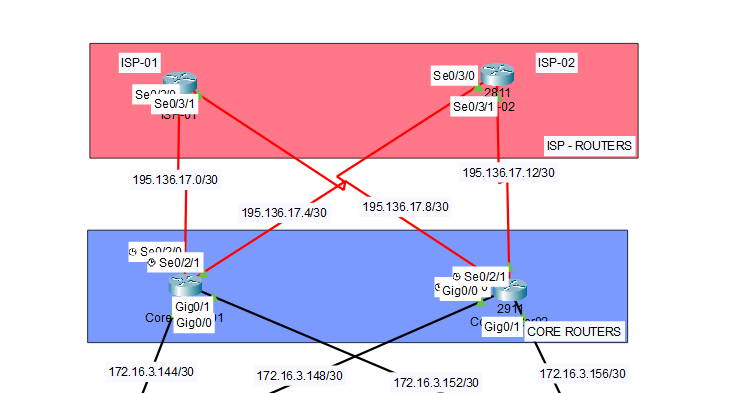 ISP-01
ISP-02
Se0/3/0
2811
Se0/3/1
Se0/3/1
-02
ISP - ROUTERS
195.136.17.0/30
195.136.17.12/30
195.136.17.4/30
195.136.17.8/30
Se0/2/1
Se0/2/1
Gig0/0
Gig0/1
Gig0/0
2911
Gig0/1
CORE ROUTERS
172.16.3.144/30
172.16.3.148/30
172.16.3.152/30
172.16.3.156/30